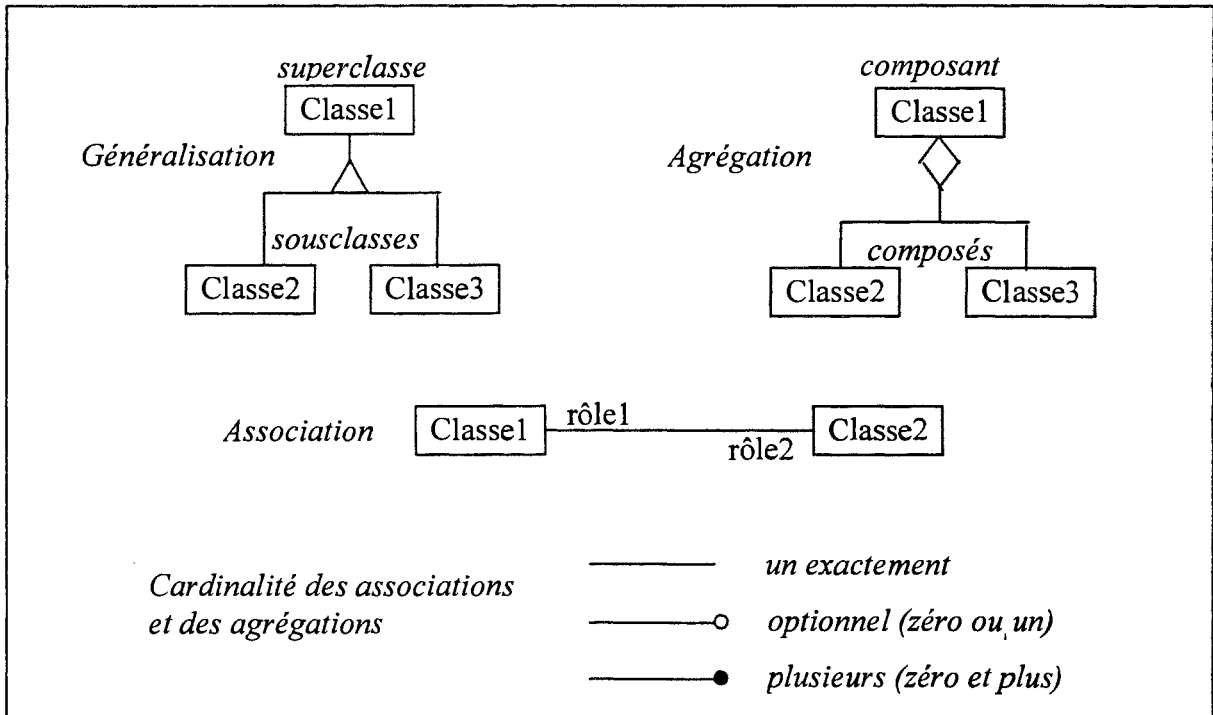 superclasse
Classe1
Généralisation
sousclasses
Classe2
Classe3
composant
Classe1
Agrégation
composés
Classe2
Classe3
Association
Classe1
rôle1
rôle2
Classe2
Cardinalité des associations
et des agrégations
un exactement
optionnel (zéro ou un)
plusieurs (zéro et plus)